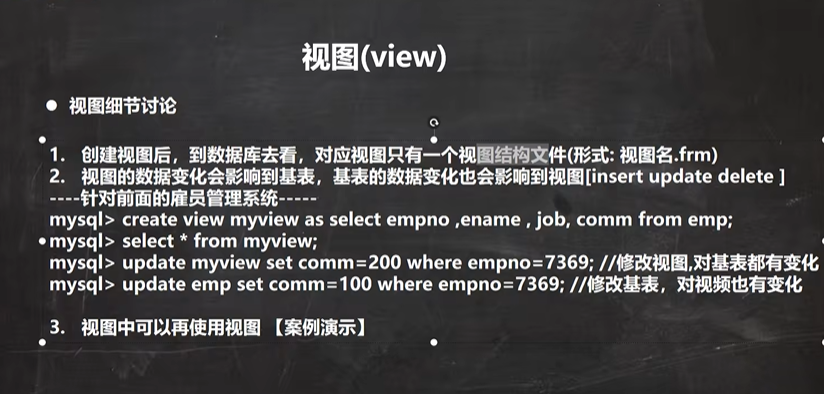 视图(view)
● 视图细节讨论
1. 创建视图后，到数据库去看，对应视图只有一个视图结构文件(形式: 视图名.frm)
2. 视图的数据变化会影响到基表，基表的数据变化也会影响到视图[insert update delete ]
----针对前面的雇员管理系统-----
mysql> create view myview as select empno ,ename , job, comm from emp;
mysql> select * from myview;
mysql> update myview set comm=200 where empno=7369; //修改视图,对基表都有变化
mysql> update emp set comm=100 where empno=7369; //修改基表，对视频也有变化
3. 视图中可以再使用视图 【案例演示】